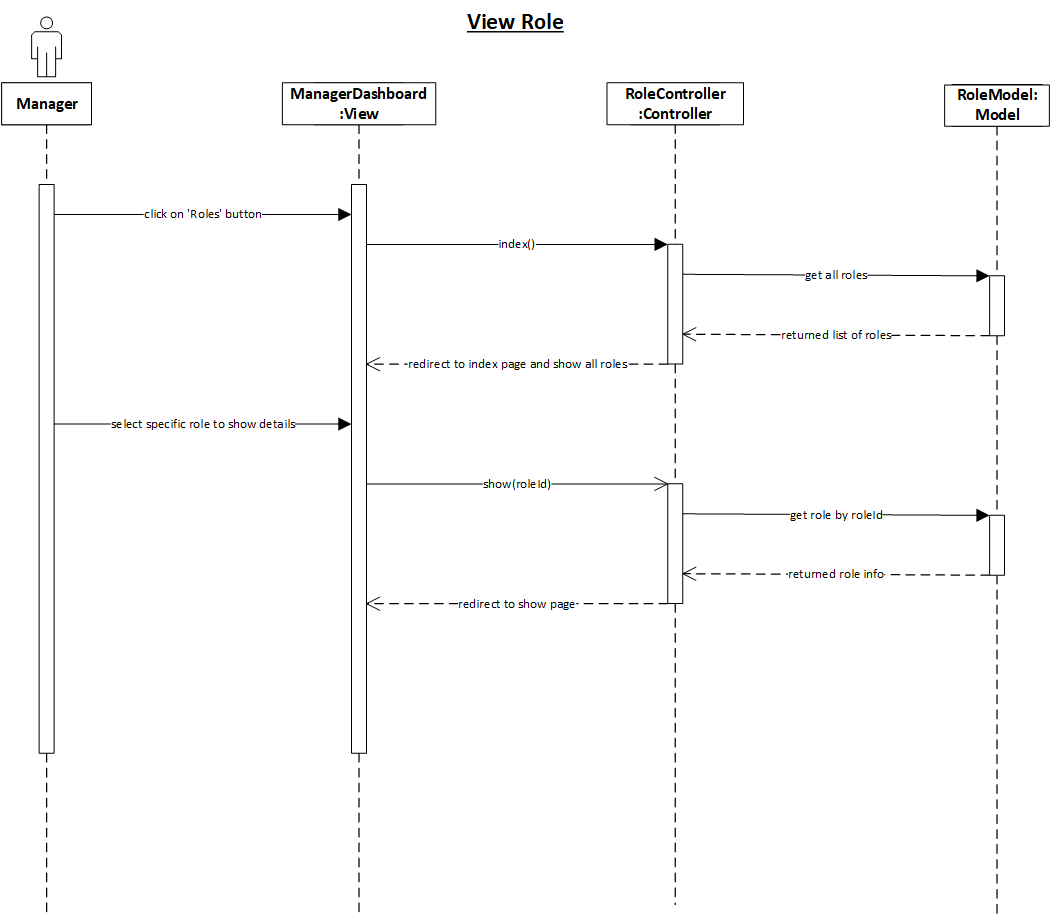 View Role
Manager
ManagerDashboard
:View
RoleController
:Controller
RoleModel:
Model
click on 'Roles' button
index()
get all roles
returned list of roles
redirect to index page and show all roles
select specific role to show details
show(roleId)
get role by roleId
returned role info
redirect to show page